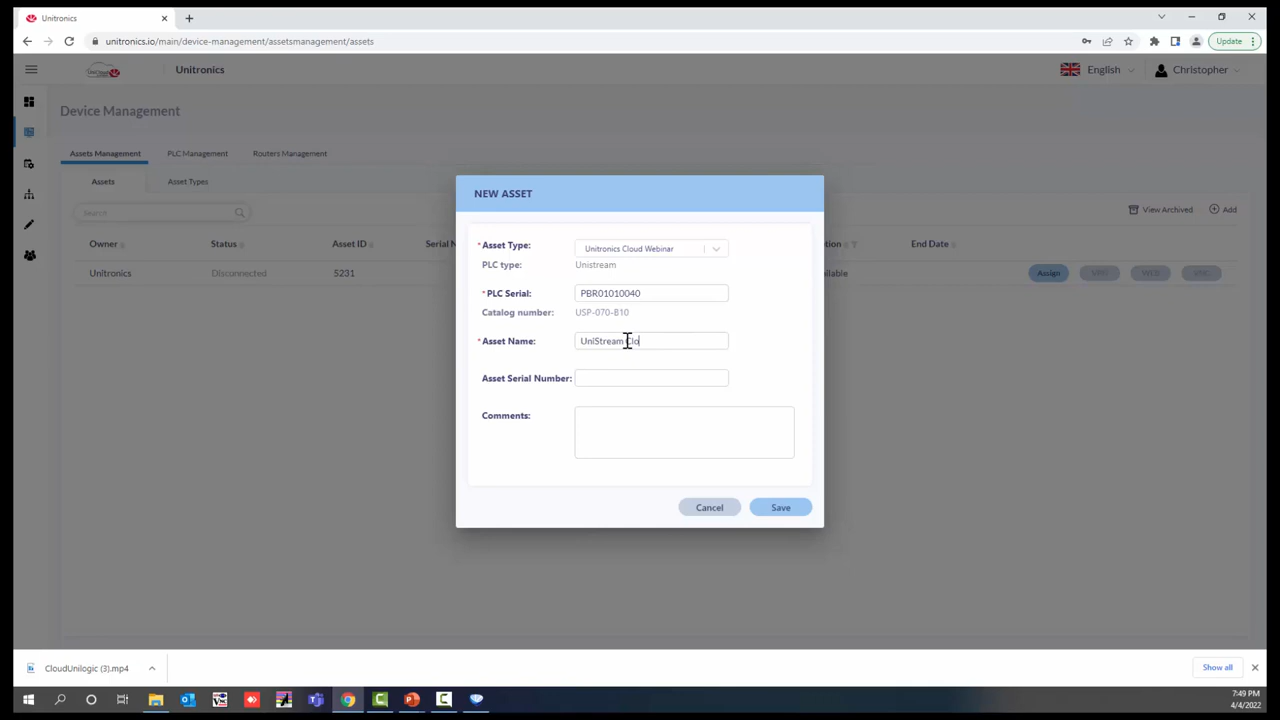 Unitronics
unitronics.io/main/device-management/assetsmanagement/assets
Update
UniCloud
Unitronics
English
Christopher
Device Management
Assets Management PLC Management Routers Management
Assets Asset Types
Search
View Archived Add
Owner Status Asset ID Serial N End Date
Unitronics Disconnected 5231 Assign
NEW ASSET
* Asset Type: Unitronics Cloud Webinar
PLC type: Unistream
* PLC Serial: PBR01010040
Catalog number: USP-070-B10
* Asset Name: UniStream Clo
Asset Serial Number:
Comments:
Cancel Save
CloudUnilogic (3).mp4
Show all
7:49 PM
4/4/2022